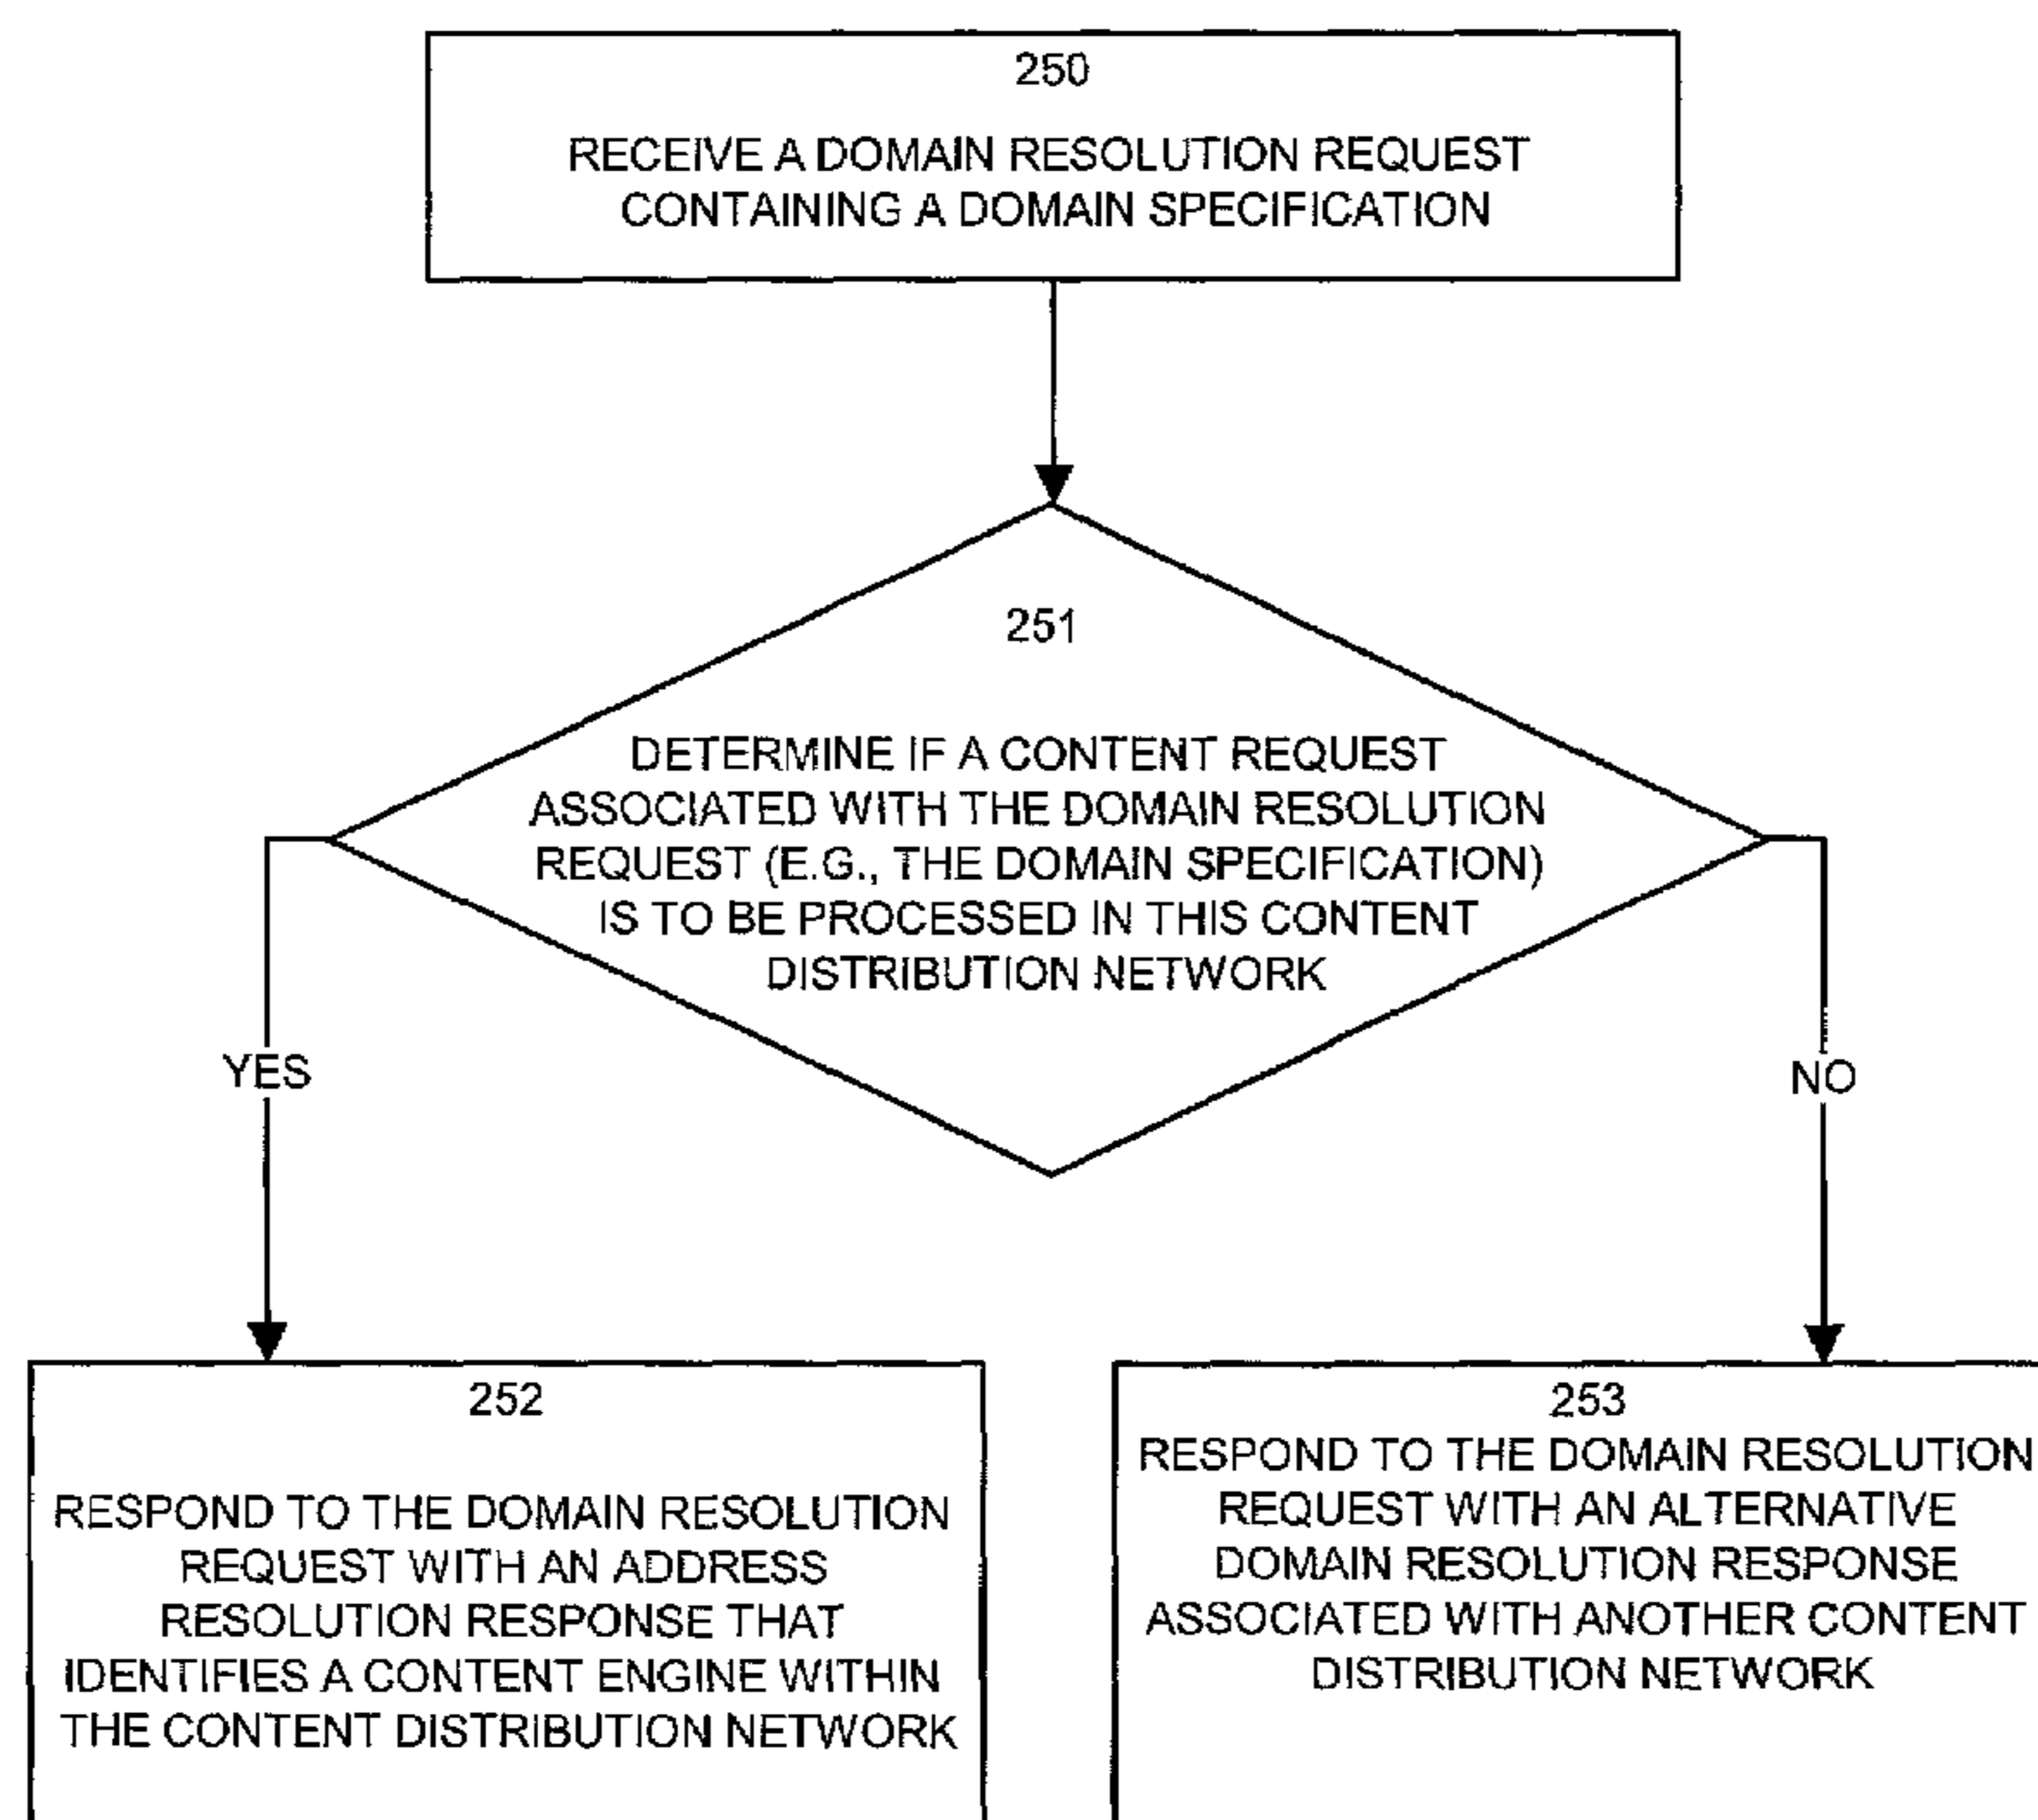 250
RECEIVE A DOMAIN RESOLUTION REQUEST
CONTAINING A DOMAIN SPECIFICATION
251
DETERMINE IF A CONTENT REQUEST
ASSOCIATED WITH THE DOMAIN RESOLUTION
REQUEST (E.G., THE DOMAIN SPECIFICATION)
IS TO BE PROCESSED IN THIS CONTENT
DISTRIBUTION NETWORK
YES
NO
252
RESPOND TO THE DOMAIN RESOLUTION
REQUEST WITH AN ADDRESS
RESOLUTION RESPONSE THAT
IDENTIFIES A CONTENT ENGINE WITHIN
THE CONTENT DISTRIBUTION NETWORK
253
RESPOND TO THE DOMAIN RESOLUTION
REQUEST WITH AN ALTERNATIVE
DOMAIN RESOLUTION RESPONSE
ASSOCIATED WITH ANOTHER CONTENT
DISTRIBUTION NETWORK